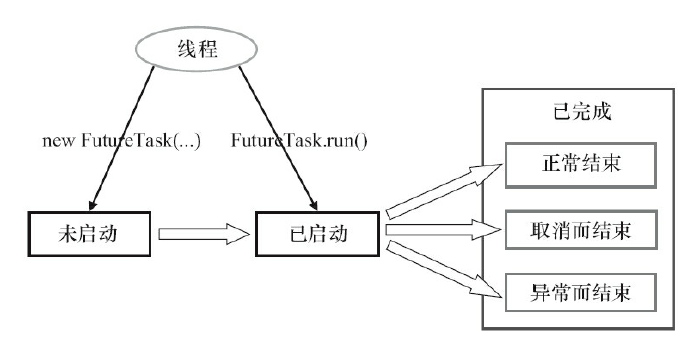 线程
new FutureTask(...)
FutureTask.run()
已完成
正常结束
未启动
已启动
取消而结束
异常而结束